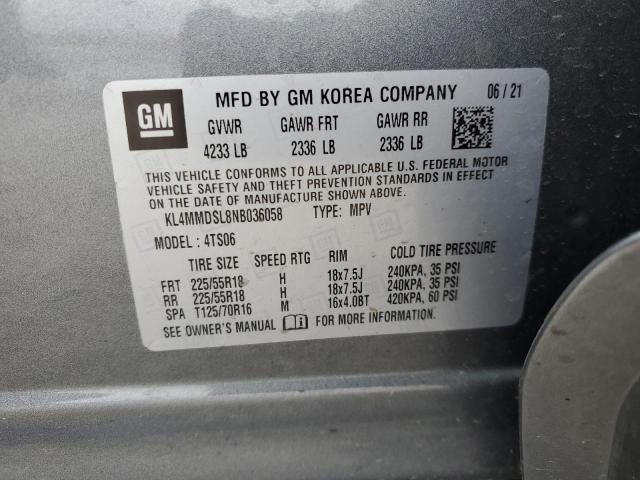 GM MFD BY GM KOREA COMPANY 06 / 21
GVWR GAWR FRT GAWR RR
4233 LB 2336 LB 2336 LB
THIS VEHICLE CONFORMS TO ALL APPLICABLE U.S. FEDERAL MOTOR
VEHICLE SAFETY AND THEFT PREVENTION STANDARDS IN EFFECT
ON THE DATE OF MANUFACTURE SHOWN ABOVE.
KL4MMDSL8NB036058 TYPE: MPV
MODEL : 4TS06
TIRE SIZE SPEED RTG RIM COLD TIRE PRESSURE
FRT 225/55R18 H 18x7.5J 240KPA, 35 PSI
RR 225/55R18 H 18x7.5J 240KPA, 35 PSI
SPA T125/70R16 M 16x4.0BT 420KPA, 60 PSI
SEE OWNER'S MANUAL FOR MORE INFORMATION.